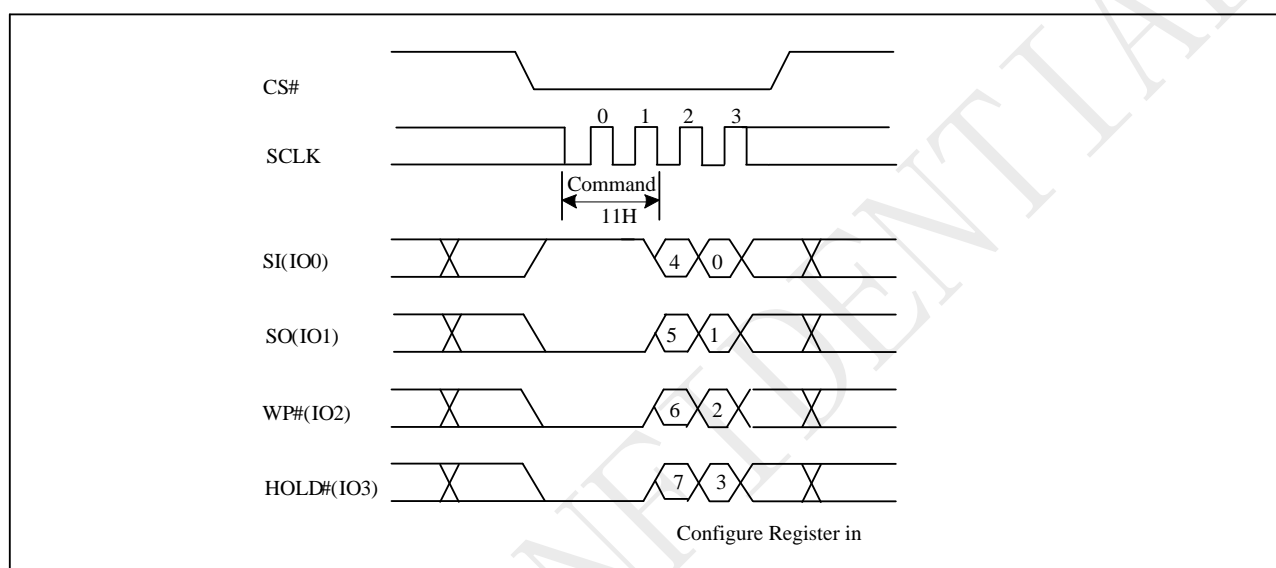 CS#
0 1 2 3
SCLK
Command
11H
SI(IO0) 4 0
SO(IO1) 5 1
WP#(IO2) 6 2
HOLD#(IO3) 7 3
Configure Register in
NFIDENTIAL